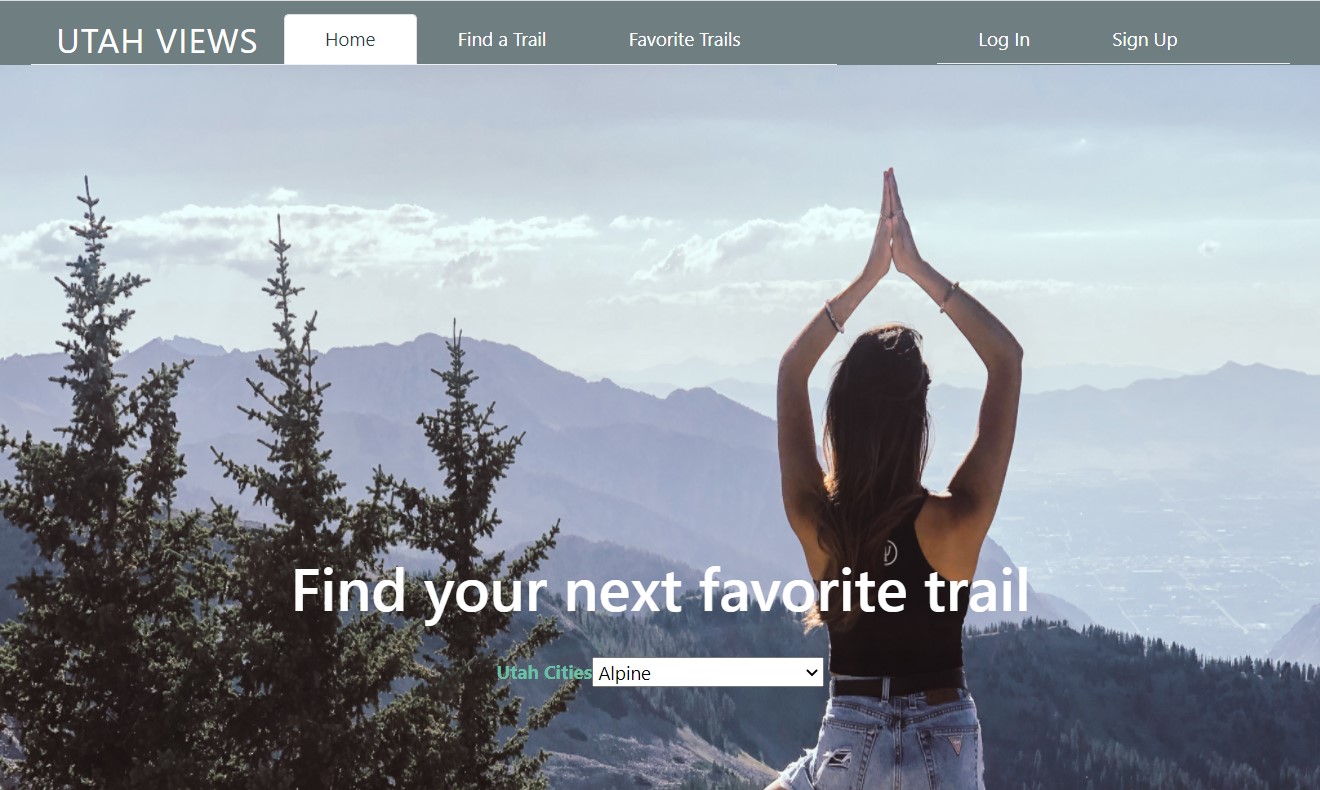 UTAH VIEWS Home Find a Trail Favorite Trails Log In Sign Up
Find your next favorite trail
Utah Cities Alpine